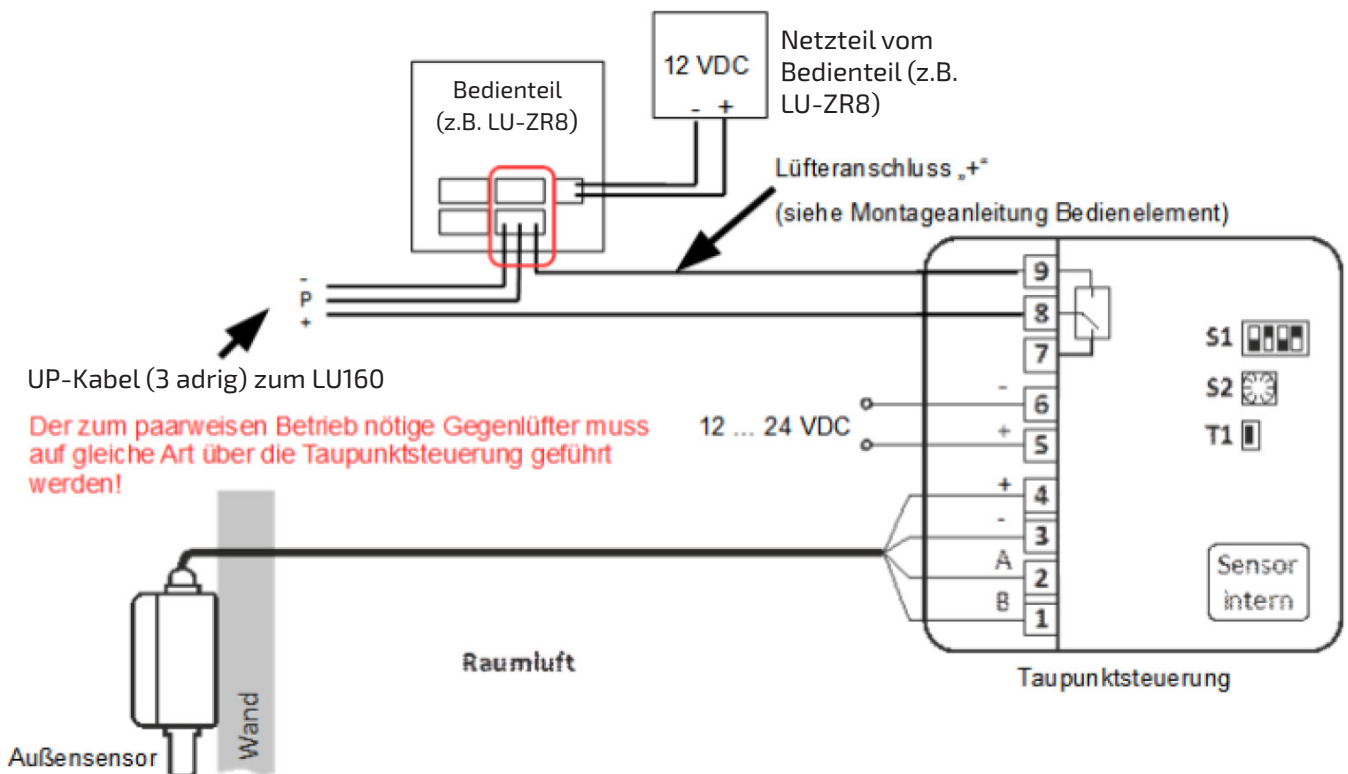 12 VDC
- +
Netzteil vom
Bedienteil (z.B.
LU-ZR8)
Bedienteil
(z.B. LU-ZR8)
Lüfteranschluss „+“
(siehe Montageanleitung Bedienelement)
-
P
+
UP-Kabel (3 adrig) zum LU160
Der zum paarweisen Betrieb nötige Gegenlüfter muss
auf gleiche Art über die Taupunktsteuerung geführt
werden!
12 ... 24 VDC
9
8
7
- 6
+ S
+ 4
- 3
A 2
B 1
S1
S2
T1
Sensor
intern
Taupunktsteuerung
Raumluft
Wand
Außensensor